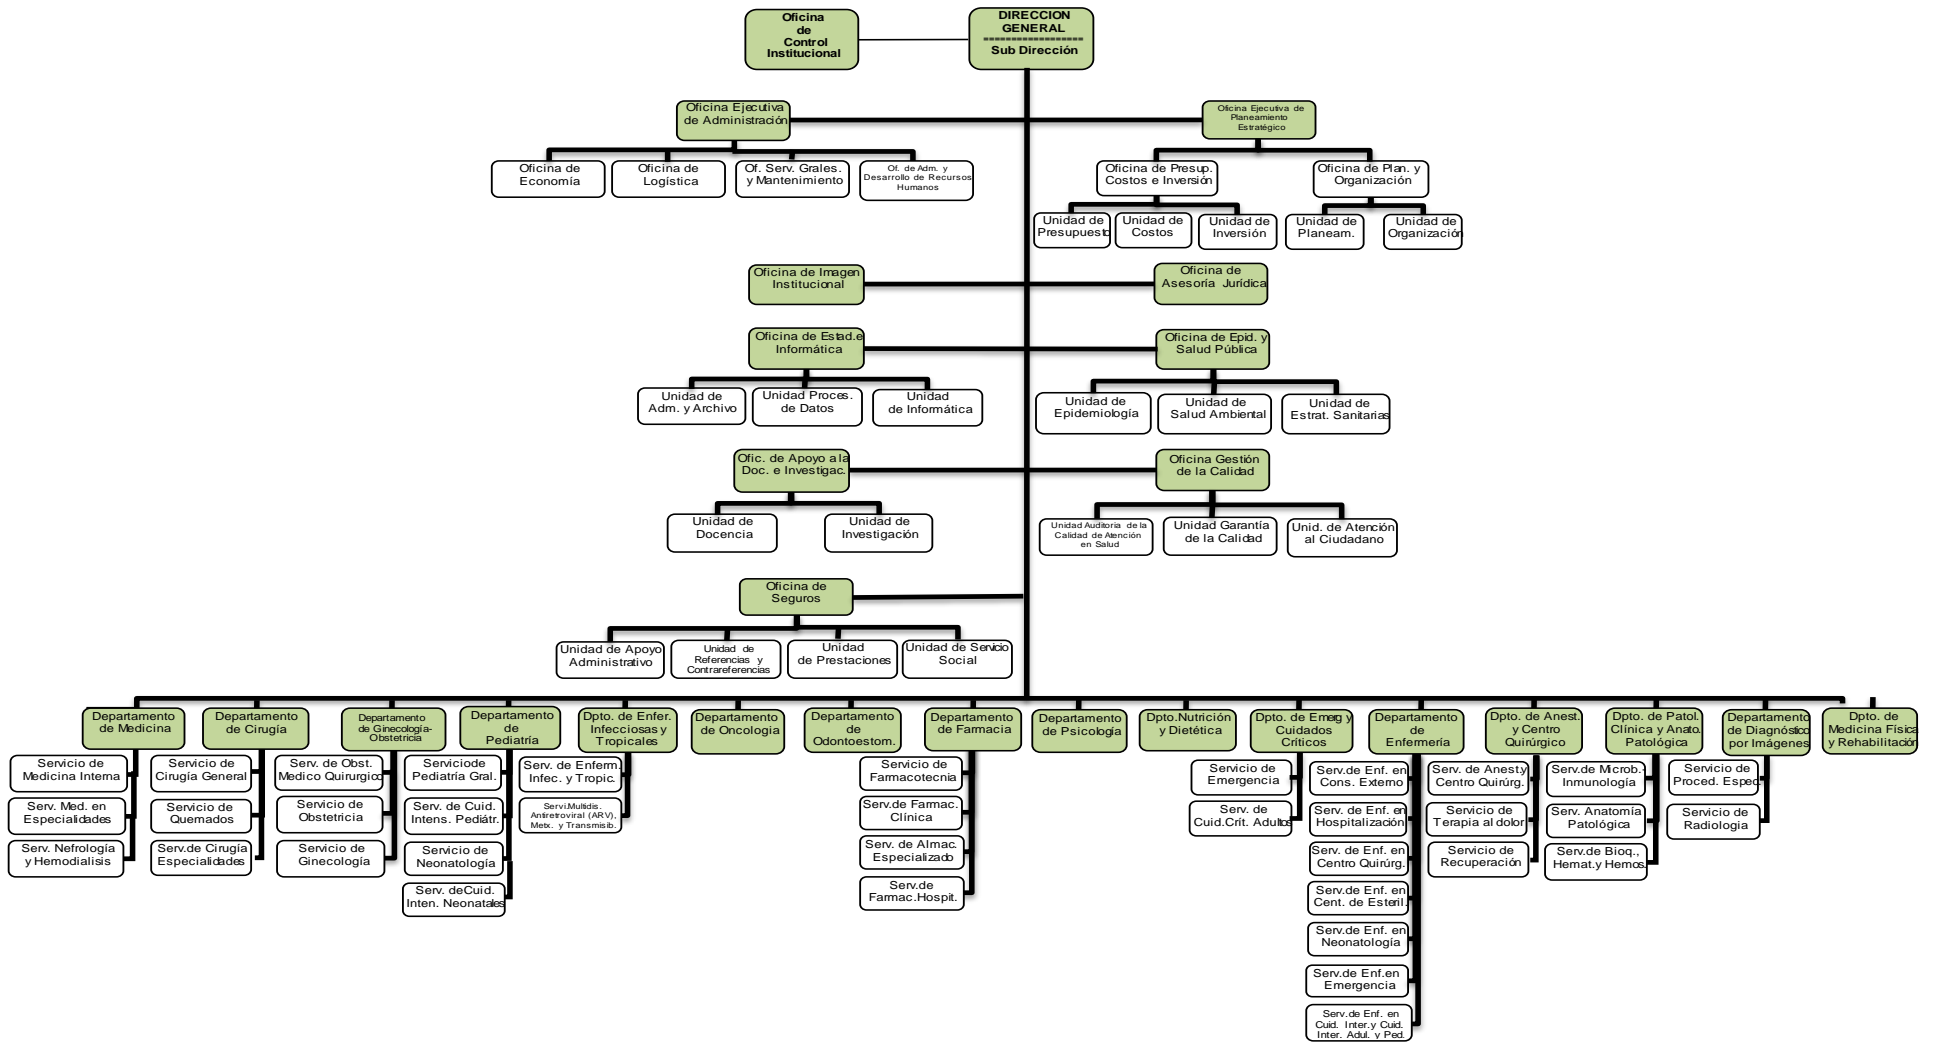 Oficina
de
Control
Institucional
DIRECCION
GENERAL
==================
Sub Dirección
Oficina Ejecutiva
de Administración
Oficina Ejecutiva de
Planeamiento
Estratégico
Oficina de
Economía
Oficina de
Logística
Of. Serv. Grales.
y Mantenimiento
Of. de Adm. y
Desarrollo de Recursos
Humanos
Oficina de Presup.
Costos e Inversión
Oficina de Plan. y
Organización
Unidad de
Presupuesto
Unidad de
Costos
Unidad de
Inversión
Unidad de
Planeam.
Unidad de
Organización
Oficina de Imagen
Institucional
Oficina de
Asesoría Jurídica
Oficina de Estad.e
Informática
Oficina de Epid. y
Salud Pública
Unidad de
Adm. y Archivo
Unidad Proces.
de Datos
Unidad
de Informática
Unidad de
Epidemiología
Unidad de
Salud Ambiental
Unidad de
Estrat. Sanitarias
Ofic. de Apoyo a la
Doc. e Investigac.
Oficina Gestión
de la Calidad
Unidad de
Docencia
Unidad de
Investigación
Unidad Auditoria de la
Calidad de Atención
en Salud
Unidad Garantía
de la Calidad
Unid. de Atención
al Ciudadano
Oficina de
Seguros
Unidad de Apoyo
Administrativo
Unidad de
Referencias y
Contrareferencias
Unidad
de Prestaciones
Unidad de Servicio
Social
Departamento
de Medicina
Departamento
de Cirugía
Departamento
de Ginecología-
Obstetricia
Departamento
de
Pediatría
Dpto. de Enfer.
Infecciosas y
Tropicales
Departamento
de Oncologia
Departamento
de
Odontoestom.
Departamento
de Farmacia
Departamento
de Psicología
Dpto.Nutrición
y Dietética
Dpto. de Emerg y
Cuidados
Críticos
Departamento
de
Enfermería
Dpto. de Anest.
y Centro
Quirúrgico
Dpto. de Patol.
Clínica y Anato.
Patológica
Departamento
de Diagnóstico
por Imágenes
Dpto. de
Medicina Física
y Rehabilitación
Servicio de
Medicina Interna
Serv. Med. en
Especialidades
Serv. Nefrología
y Hemodialisis
Servicio de
Cirugía General
Servicio de
Quemados
Serv.de Cirugía
Especialidades
Serv. de Obst.
Medico Quirurgico
Servicio de
Obstetricia
Servicio de
Ginecología
Serviciode
Pediatría Gral.
Serv. de Cuid.
Intens. Pediátr.
Servicio de
Neonatología
Serv. deCuid.
Inten. Neonatales
Serv. de Enferm.
Infec. y Tropic.
Servi.Multidis.
Antiretroviral (ARV),
Metx. y Transmisib.
Servicio de
Farmacotecnia
Serv.de Farmac.
Clínica
Serv. de Almac.
Especializado
Serv.de
Farmac.Hospit.
Servicio de
Emergencia
Serv. de
Cuid.Crít. Adultos
Serv.de Enf. en
Cons. Externo
Serv.de Enf. en
Hospitalización
Serv. de Enf. en
Centro Quirúrg.
Serv.de Enf. en
Cent. de Esteril.
Serv.de Enf. en
Neonatología
Serv.de Enf.en
Emergencia
Serv.de Enf. en
Cuid. Inter.y Cuid.
Inter. Adul. y Ped.
Serv. de Anest.y
Centro Quirúrg.
Servicio de
Terapia al dolor
Servicio de
Recuperación
Serv.de Microb.-
Inmunología
Serv. Anatomía
Patológica
Serv.de Bioq.,
Hemat.y Hemos.
Servicio de
Proced. Espec.
Servicio de
Radiologia